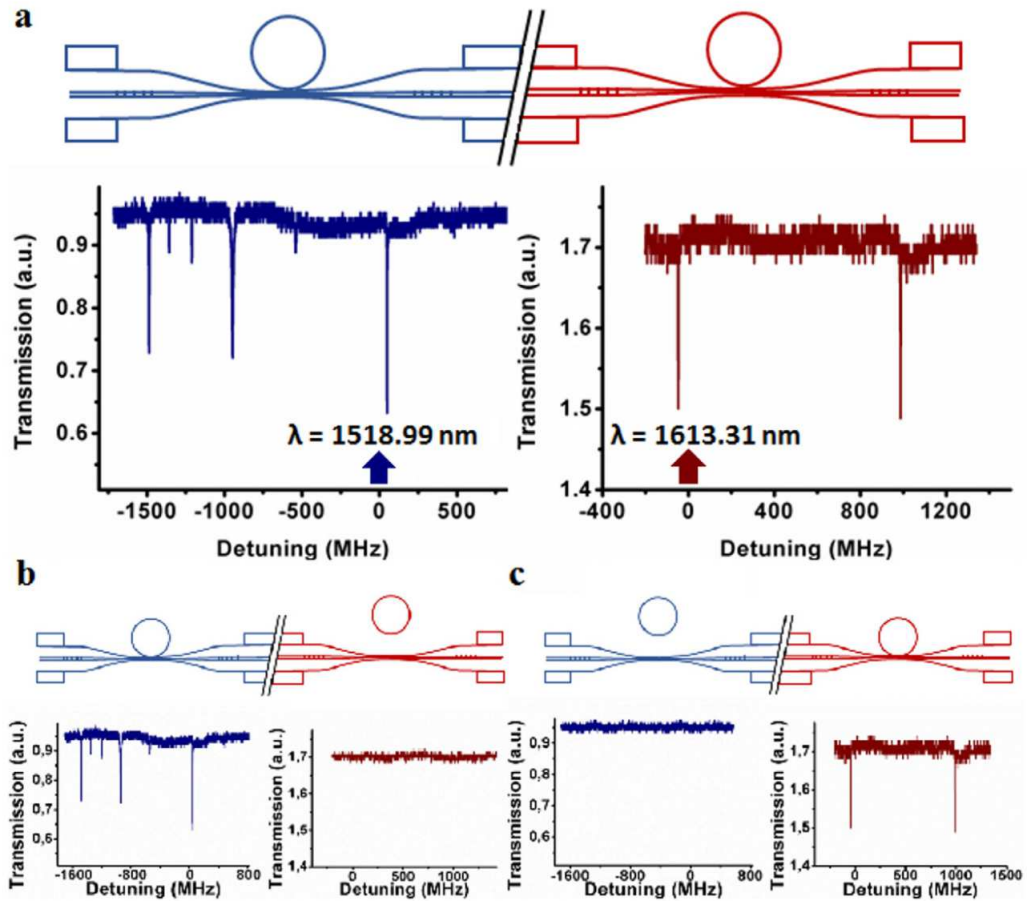 a
Transmission (a.u.)
0.9
0.8
0.7
0.6
λ = 1518.99 nm
-1500 -1000 -500 0 500
Detuning (MHz)
Transmission (a.u.)
1.7
1.6
1.5
1.4
λ = 1613.31 nm
-400 0 400 800 1200
Detuning (MHz)
b
Transmission (a.u.)
0,9
0,8
0,7
0,6
-1600 -800 0 800
Detuning (MHz)
Transmission (a.u.)
1,7
1,6
1,5
1,4
0 500 1000
Detuning (MHz)
c
Transmission (a.u.)
0,9
0,8
0,7
0,6
-1600 -800 0 800
Detuning (MHz)
Transmission (a.u.)
1,7
1,6
1,5
1,4
0 500 1000 1500
Detuning (MHz)